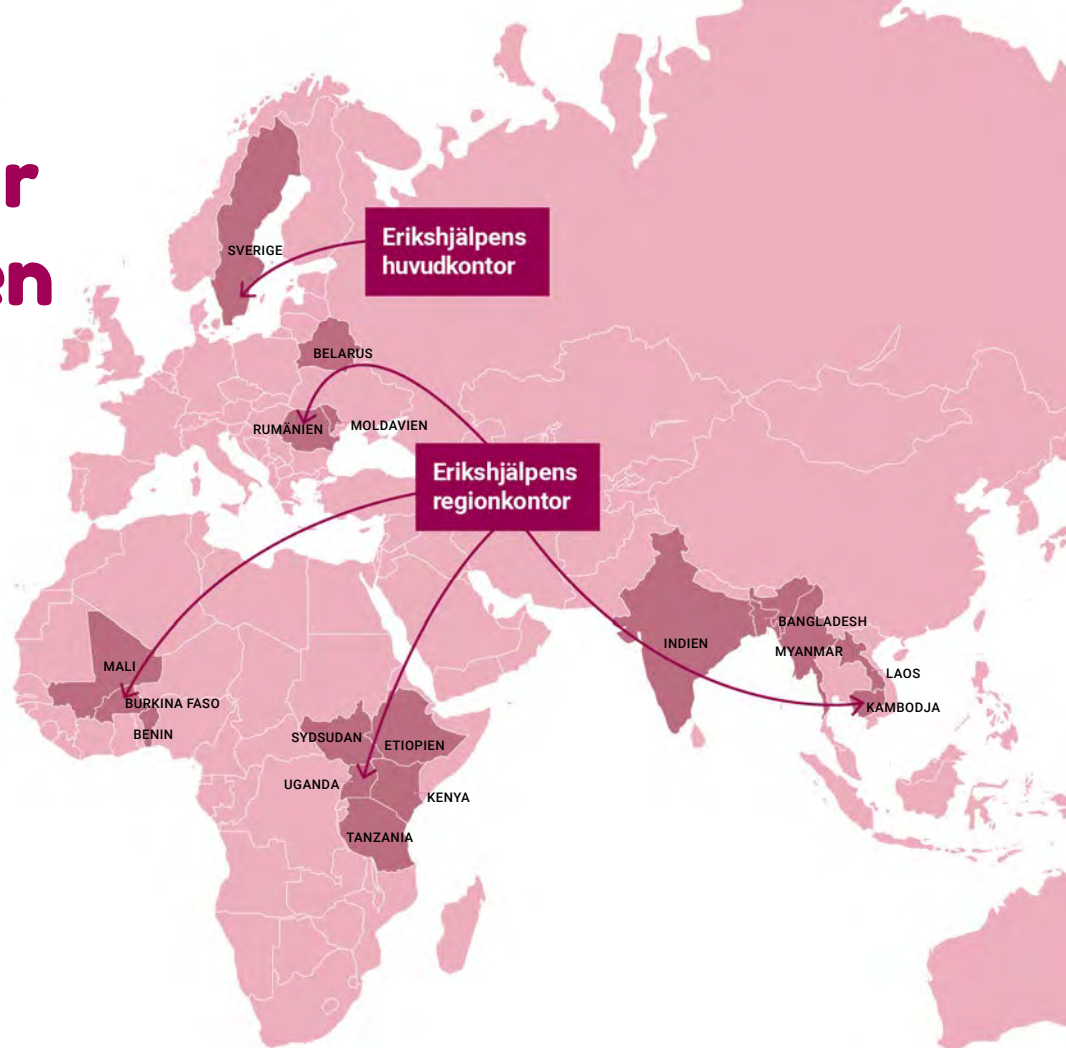 r
en
SVERIGE
Erikshjälpens
huvudkontor
BELARUS
RUMÄNIEN
MOLDAVIEN
Erikshjälpens
regionkontor
INDIEN
BANGLADESH
MYANMAR
LAOS
KAMBODJA
MALI
BURKINA FASO
BENIN
SYDSUDAN
ETIOPIEN
UGANDA
KENYA
TANZANIA